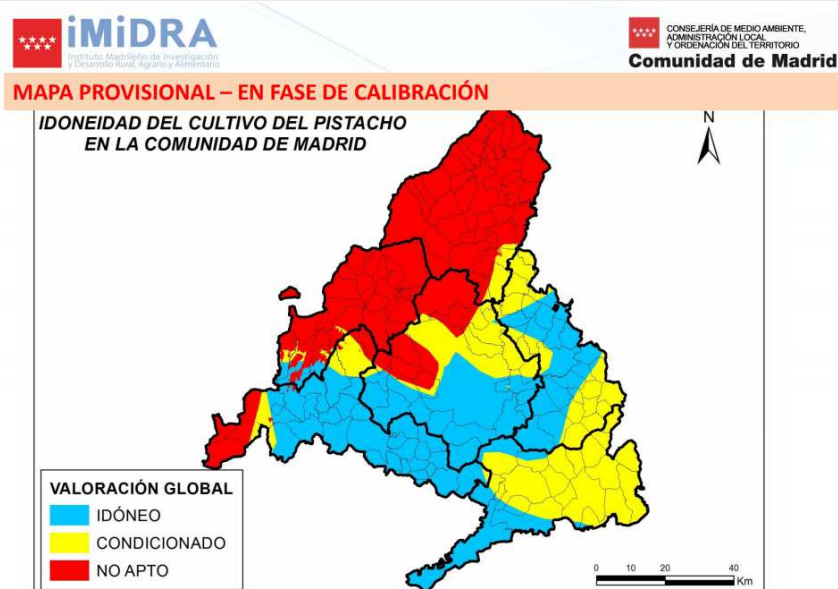 iMiDRA
Instituto Madrileño de Investigación
y Desarrollo Rural, Agrario y Alimentario
CONSEJERÍA DE MEDIO AMBIENTE,
ADMINISTRACIÓN LOCAL
Y ORDENACIÓN DEL TERRITORIO
Comunidad de Madrid
MAPA PROVISIONAL – EN FASE DE CALIBRACIÓN
IDONEIDAD DEL CULTIVO DEL PISTACHO
EN LA COMUNIDAD DE MADRID
N
VALORACIÓN GLOBAL
IDÓNEO
CONDICIONADO
NO APTO
0 10 20 40
Km